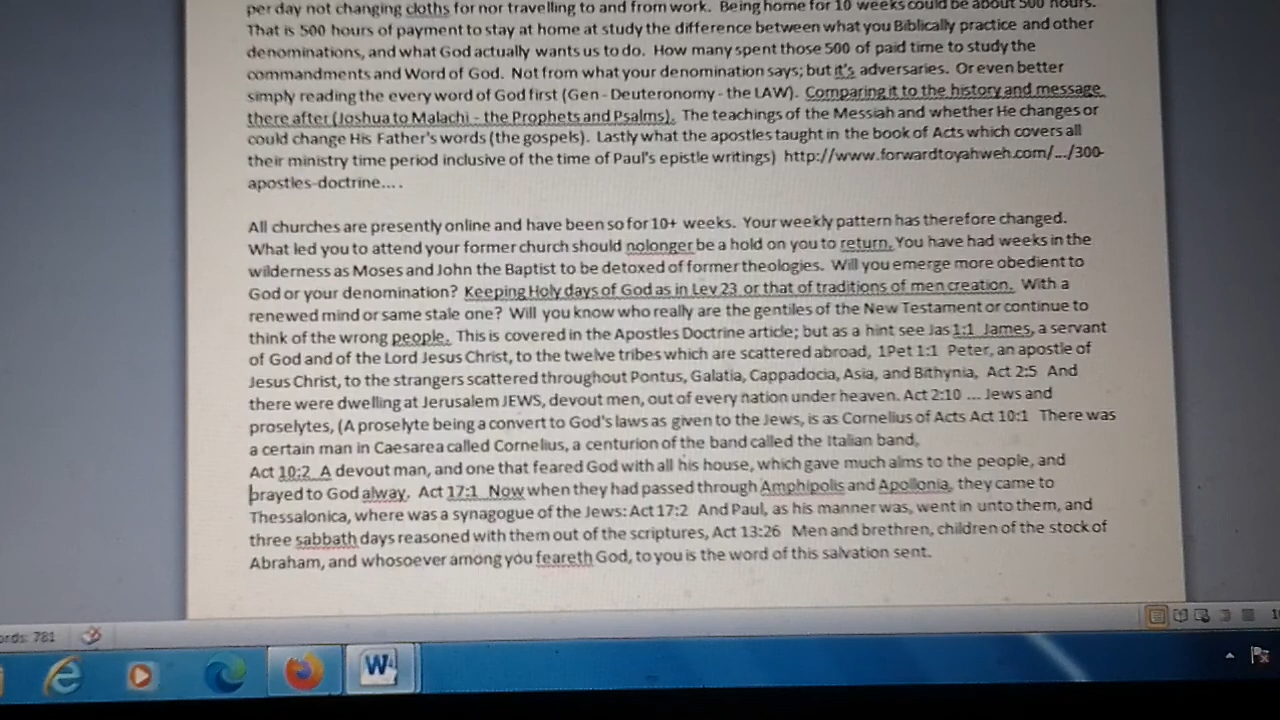 per day not changing cloths for nor travelling to and from work.  Being home for 10 weeks could be about 500 hours.
That is 500 hours of payment to stay at home at study the difference between what you Biblically practice and other
denominations, and what God actually wants us to do.  How many spent those 500 of paid time to study the
commandments and Word of God.  Not from what your denomination says; but it's adversaries.  Or even better
simply reading the every word of God first (Gen - Deuteronomy - the LAW).  Comparing it to the history and message
there after (Joshua to Malachi - the Prophets and Psalms).  The teachings of the Messiah and whether He changes or
could change His Father's words (the gospels).  Lastly what the apostles taught in the book of Acts which covers all
their ministry time period inclusive of the time of Paul's epistle writings)  http://www.forwardtoyahweh.com/.../300-
apostles-doctrine... .
All churches are presently online and have been so for 10+ weeks.  Your weekly pattern has therefore changed.
What led you to attend your former church should nolonger be a hold on you to return. You have had weeks in the
wilderness as Moses and John the Baptist to be detoxed of former theologies.  Will you emerge more obedient to
God or your denomination? Keeping Holy days of God as in Lev 23 or that of traditions of men creation.  With a
renewed mind or same stale one?  Will you know who really are the gentiles of the New Testament or continue to
think of the wrong people.  This is covered in the Apostles Doctrine article; but as a hint see Jas 1:1  James, a servant
of God and of the Lord Jesus Christ, to the twelve tribes which are scattered abroad,  1Pet 1:1  Peter, an apostle of
Jesus Christ, to the strangers scattered throughout Pontus, Galatia, Cappadocia, Asia, and Bithynia,  Act 2:5  And
there were dwelling at Jerusalem JEWS, devout men, out of every nation under heaven. Act 2:10 ... Jews and
proselytes, (A proselyte being a convert to God's laws as given to the Jews, is as Cornelius of Acts Act 10:1  There was
a certain man in Caesarea called Cornelius, a centurion of the band called the Italian band,
Act 10:2  A devout man, and one that feared God with all his house, which gave much alms to the people, and
prayed to God alway.  Act 17:1  Now when they had passed through Amphipolis and Apollonia, they came to
Thessalonica, where was a synagogue of the Jews: Act 17:2  And Paul, as his manner was, went in unto them, and
three sabbath days reasoned with them out of the scriptures, Act 13:26  Men and brethren, children of the stock of
Abraham, and whosoever among you feareth God, to you is the word of this salvation sent.
ords: 781